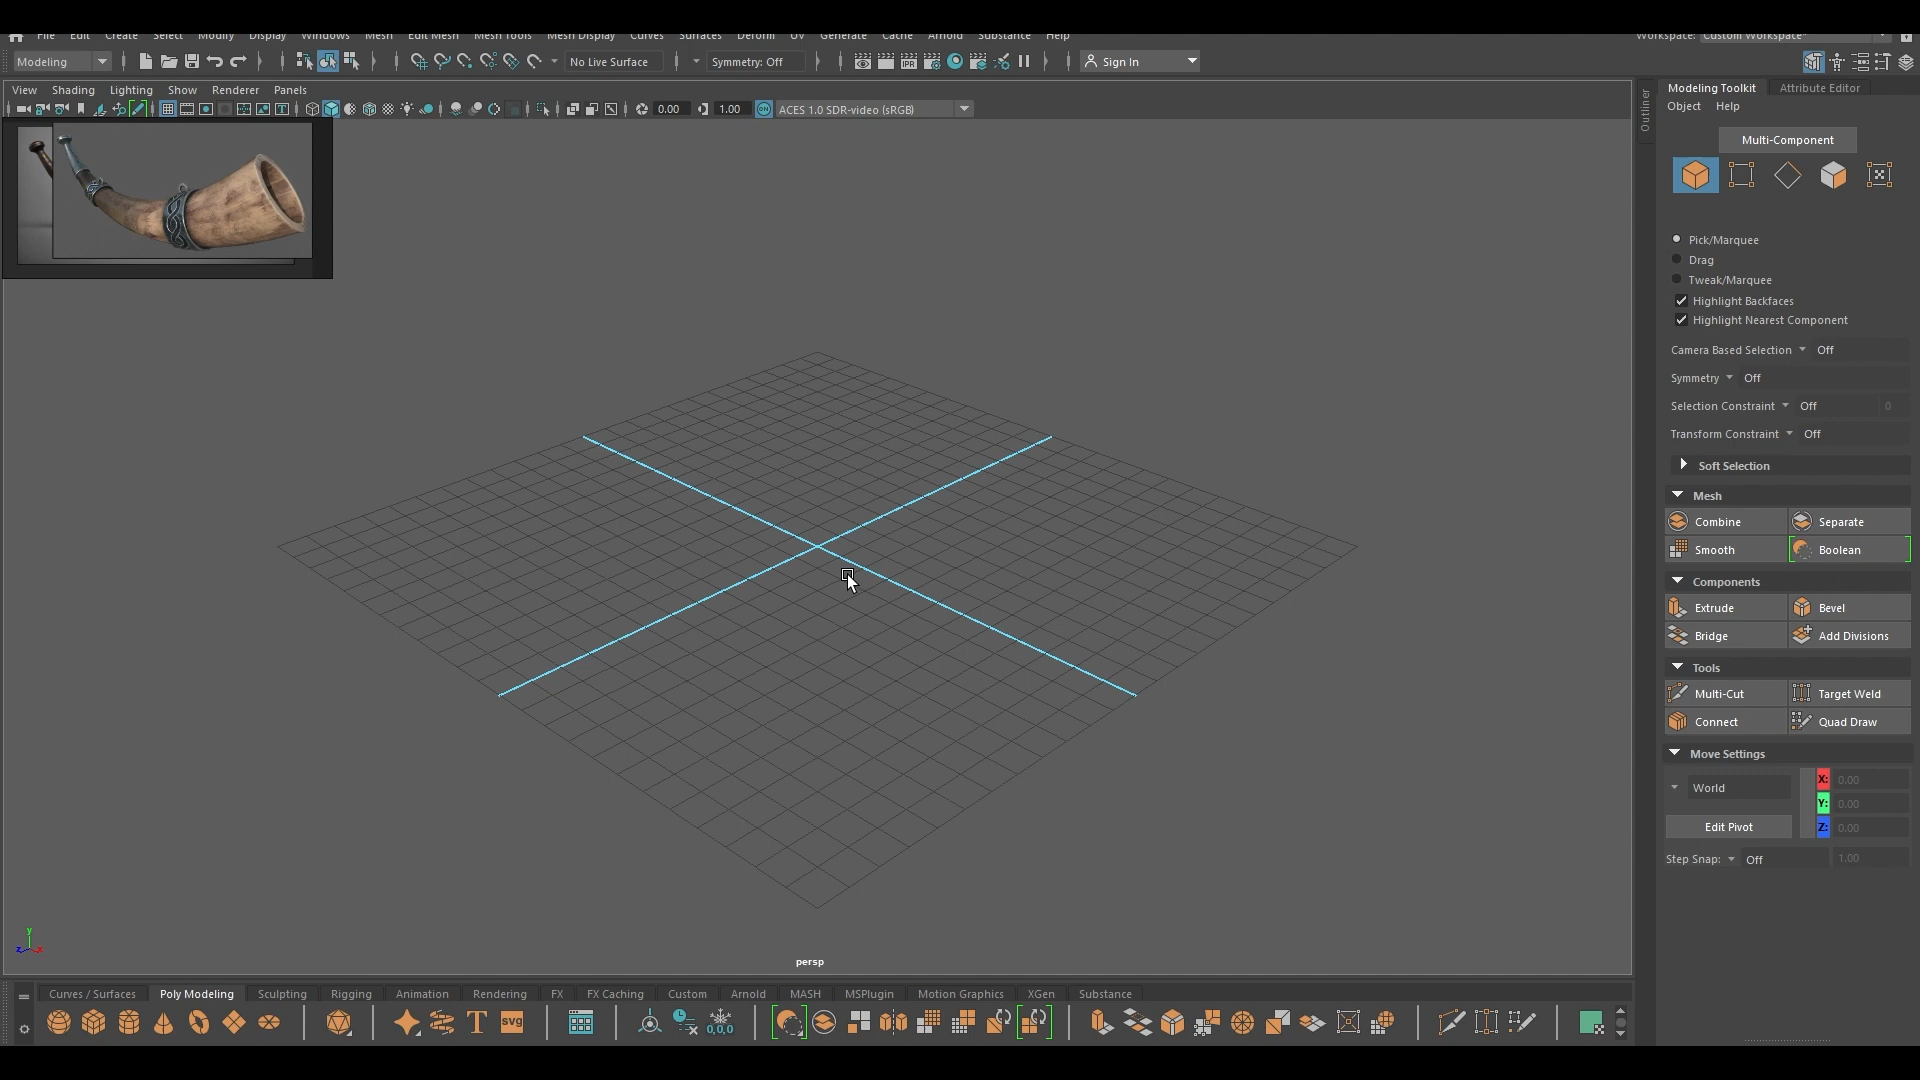 File Edit Create Select Modify Display Windows Mesh Edit Mesh Mesh Tools Mesh Display Curves Surfaces Deform UV Generate Cache Arnold Substance Help
Workspace: Custom Workspace*
Modeling
No Live Surface
Symmetry: Off
IPR
Sign In
View Shading Lighting Show Renderer Panels
0.00
1.00
ON
ACES 1.0 SDR-video (sRGB)
persp
y
z
x
Outliner
Modeling Toolkit Attribute Editor
Object Help
Multi-Component
Pick/Marquee
Drag
Tweak/Marquee
Highlight Backfaces
Highlight Nearest Component
Camera Based Selection Off
Symmetry Off
Selection Constraint Off 0
Transform Constraint Off
Soft Selection
Mesh
Combine Separate
Smooth Boolean
Components
Extrude Bevel
Bridge Add Divisions
Tools
Multi-Cut Target Weld
Connect Quad Draw
Move Settings
World
X: 0.00
Y: 0.00
Edit Pivot
Z: 0.00
Step Snap: Off 1.00
Curves / Surfaces Poly Modeling Sculpting Rigging Animation Rendering FX FX Caching Custom Arnold MASH MSPlugin Motion Graphics XGen Substance
T
SVG
0,0,0